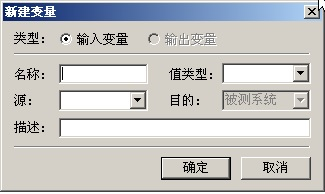 新建变量
类型： 输入变量 输出变量
名称： 值类型：
源： 目的： 被测系统
描述：
确定 取消